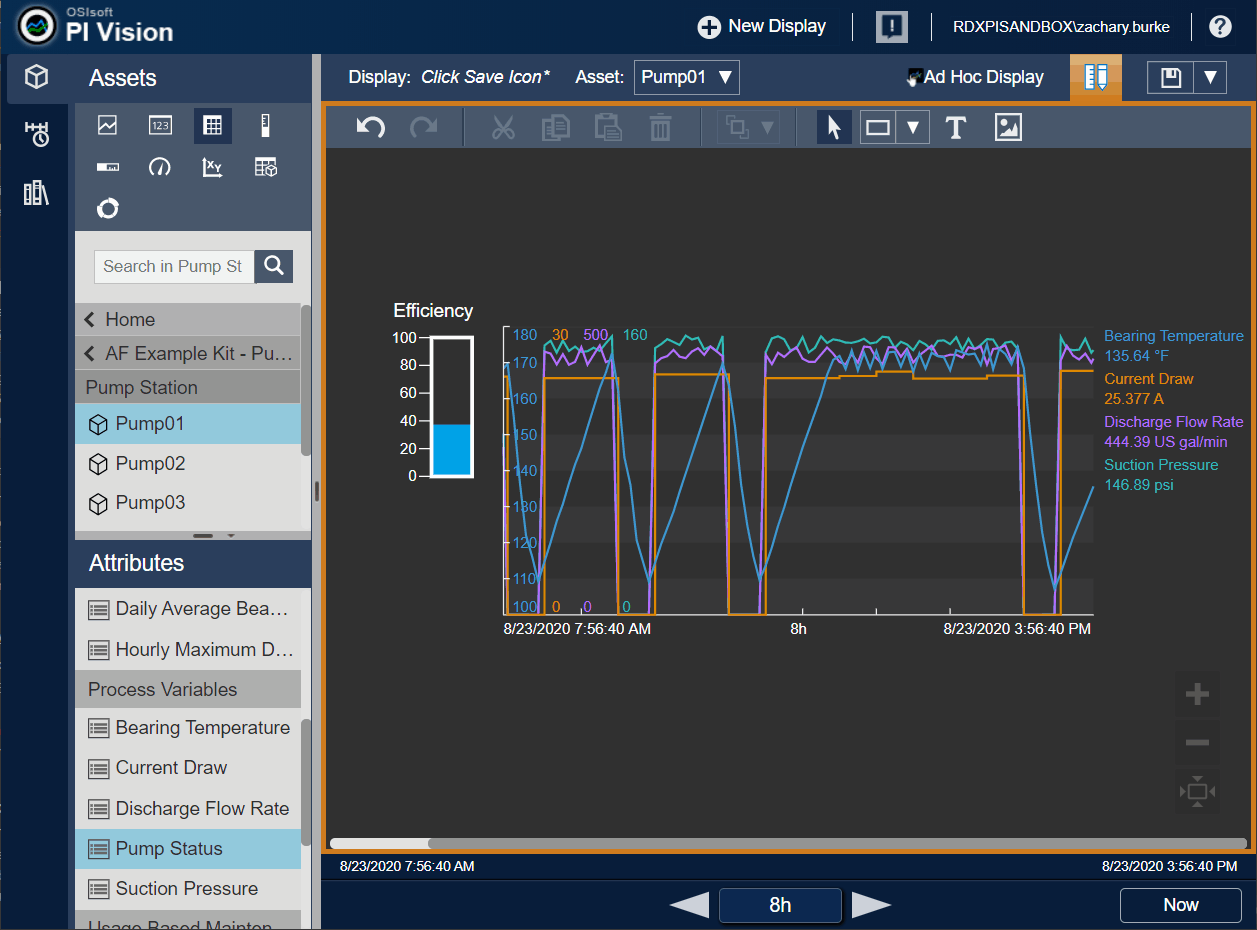 OSIsoft
PI Vision
New Display
RDXPISANDBOX\zachary.burke
?
Assets
Display: Click Save Icon* Asset: Pump01
Ad Hoc Display
123
XY
T
Search in Pump St
Home
AF Example Kit - Pu…
Pump Station
Pump01
Pump02
Pump03
Attributes
Daily Average Bea…
Hourly Maximum D…
Process Variables
Bearing Temperature
Current Draw
Discharge Flow Rate
Pump Status
Suction Pressure
Usage Based Mainten
Efficiency
100
80
60
40
20
0
180 30 500 160
170
160
150
140
130
120
110
100 0 0 0
8/23/2020 7:56:40 AM 8h 8/23/2020 3:56:40 PM
Bearing Temperature
135.64 °F
Current Draw
25.377 A
Discharge Flow Rate
444.39 US gal/min
Suction Pressure
146.89 psi
8/23/2020 7:56:40 AM 8/23/2020 3:56:40 PM
8h
Now